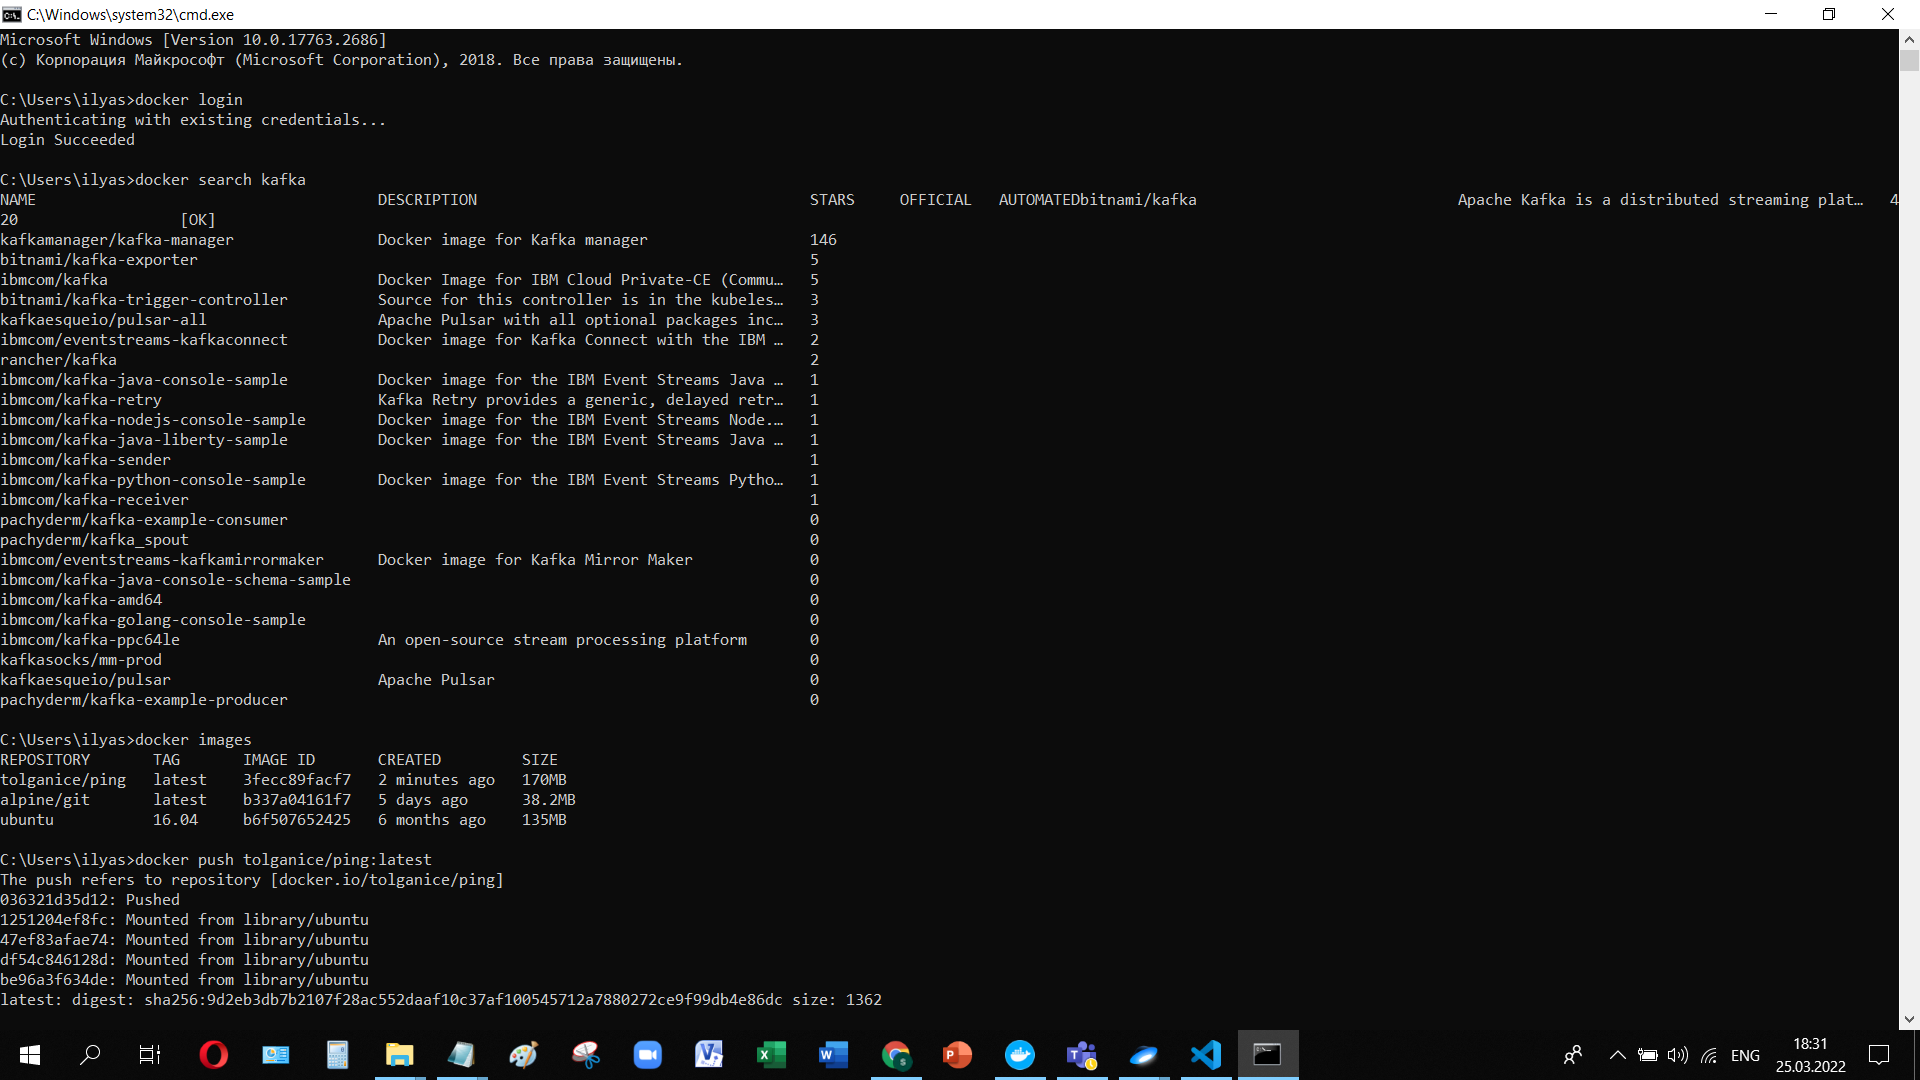 C:\Windows\system32\cmd.exe
Microsoft Windows [Version 10.0.17763.2686]
(c) Корпорация Майкрософт (Microsoft Corporation), 2018. Все права защищены.
C:\Users\ilyas>docker login
Authenticating with existing credentials...
Login Succeeded
C:\Users\ilyas>docker search kafka
NAME DESCRIPTION STARS OFFICIAL AUTOMATEDbitnami/kafka Apache Kafka is a distributed streaming plat… 4
20 [OK]
kafkamanager/kafka-manager Docker image for Kafka manager 146
bitnami/kafka-exporter 5
ibmcom/kafka Docker Image for IBM Cloud Private-CE (Commu… 5
bitnami/kafka-trigger-controller Source for this controller is in the kubeles… 3
kafkaesqueio/pulsar-all Apache Pulsar with all optional packages inc… 3
ibmcom/eventstreams-kafkaconnect Docker image for Kafka Connect with the IBM … 2
rancher/kafka 2
ibmcom/kafka-java-console-sample Docker image for the IBM Event Streams Java … 1
ibmcom/kafka-retry Kafka Retry provides a generic, delayed retr… 1
ibmcom/kafka-nodejs-console-sample Docker image for the IBM Event Streams Node.… 1
ibmcom/kafka-java-liberty-sample Docker image for the IBM Event Streams Java … 1
ibmcom/kafka-sender 1
ibmcom/kafka-python-console-sample Docker image for the IBM Event Streams Pytho… 1
ibmcom/kafka-receiver 1
pachyderm/kafka-example-consumer 0
pachyderm/kafka_spout 0
ibmcom/eventstreams-kafkamirrormaker Docker image for Kafka Mirror Maker 0
ibmcom/kafka-java-console-schema-sample 0
ibmcom/kafka-amd64 0
ibmcom/kafka-golang-console-sample 0
ibmcom/kafka-ppc64le An open-source stream processing platform 0
kafkasocks/mm-prod 0
kafkaesqueio/pulsar Apache Pulsar 0
pachyderm/kafka-example-producer 0
C:\Users\ilyas>docker images
REPOSITORY TAG IMAGE ID CREATED SIZE
tolganice/ping latest 3fecc89facf7 2 minutes ago 170MB
alpine/git latest b337a04161f7 5 days ago 38.2MB
ubuntu 16.04 b6f507652425 6 months ago 135MB
C:\Users\ilyas>docker push tolganice/ping:latest
The push refers to repository [docker.io/tolganice/ping]
036321d35d12: Pushed
1251204ef8fc: Mounted from library/ubuntu
47ef83afae74: Mounted from library/ubuntu
df54c846128d: Mounted from library/ubuntu
be96a3f634de: Mounted from library/ubuntu
latest: digest: sha256:9d2eb3db7b2107f28ac552daaf10c37af100545712a7880272ce9f99db4e86dc size: 1362
ENG
18:31
25.03.2022